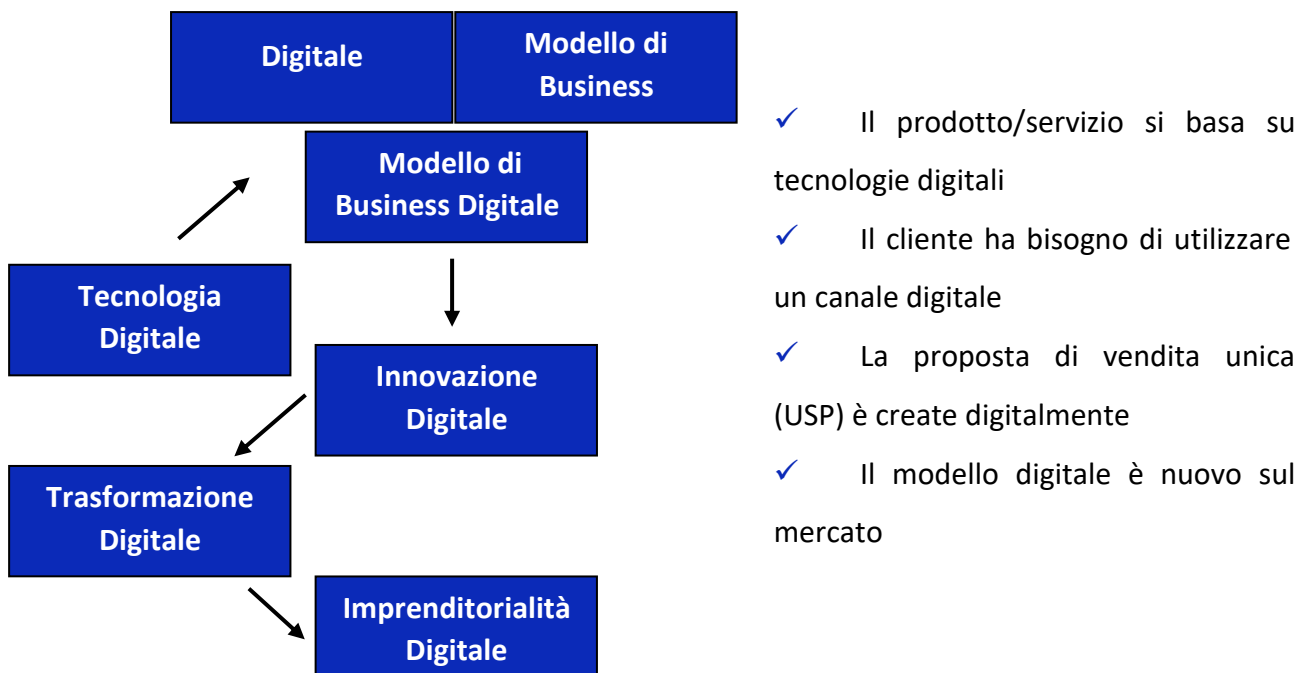 Digitale
Modello di
Business
Modello di
Business Digitale
Tecnologia
Digitale
Innovazione
Digitale
Trasformazione
Digitale
Imprenditorialità
Digitale
✓ Il prodotto/servizio si basa su
tecnologie digitali
✓ Il cliente ha bisogno di utilizzare
un canale digitale
✓ La proposta di vendita unica
(USP) è create digitalmente
✓ Il modello digitale è nuovo sul
mercato